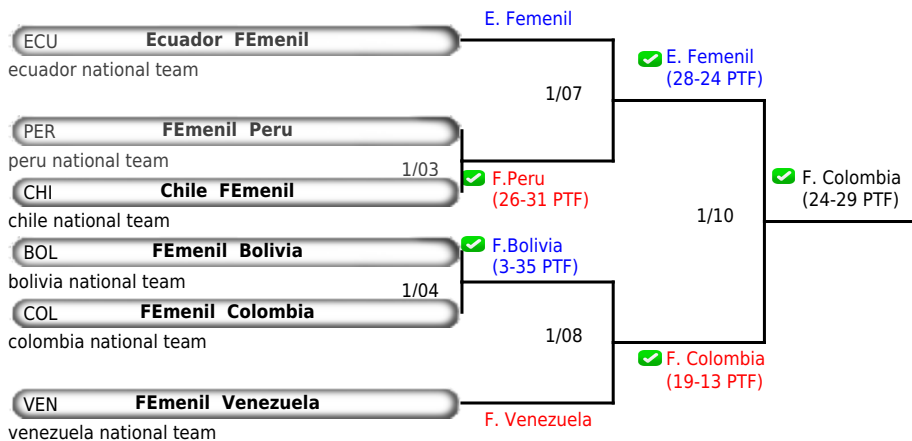 E. Femenil
ECU Ecuador FEmenil
ecuador national team
E. Femenil
(28-24 PTF)
1/07
PER FEmenil Peru
peru national team
1/03
F.Peru
(26-31 PTF)
CHI Chile FEmenil
chile national team
F. Colombia
(24-29 PTF)
1/10
BOL FEmenil Bolivia
bolivia national team
F.Bolivia
(3-35 PTF)
1/04
COL FEmenil Colombia
colombia national team
1/08
F. Colombia
(19-13 PTF)
VEN FEmenil Venezuela
venezuela national team
F. Venezuela